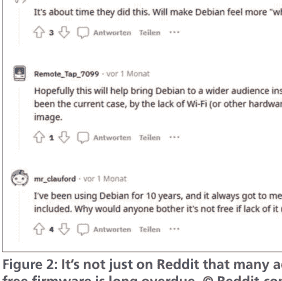 It's about time they did this. Will make Debian feel more "wh
3 Antworten Teilen ...
Remote_Tap_7099 · vor 1 Monat
Hopefully this will help bring Debian to a wider audience ins
been the current case, by the lack of Wi-Fi (or other hardwar
image.
1 Antworten Teilen ...
mr_clauford · vor 1 Monat
I've been using Debian for 10 years, and it always got to me
included. Why would anyone bother it's not free if lack of it
4 Antworten Teilen ...
Figure 2: It's not just on Reddit that many a
free firmware is long overdue. © Reddit.co